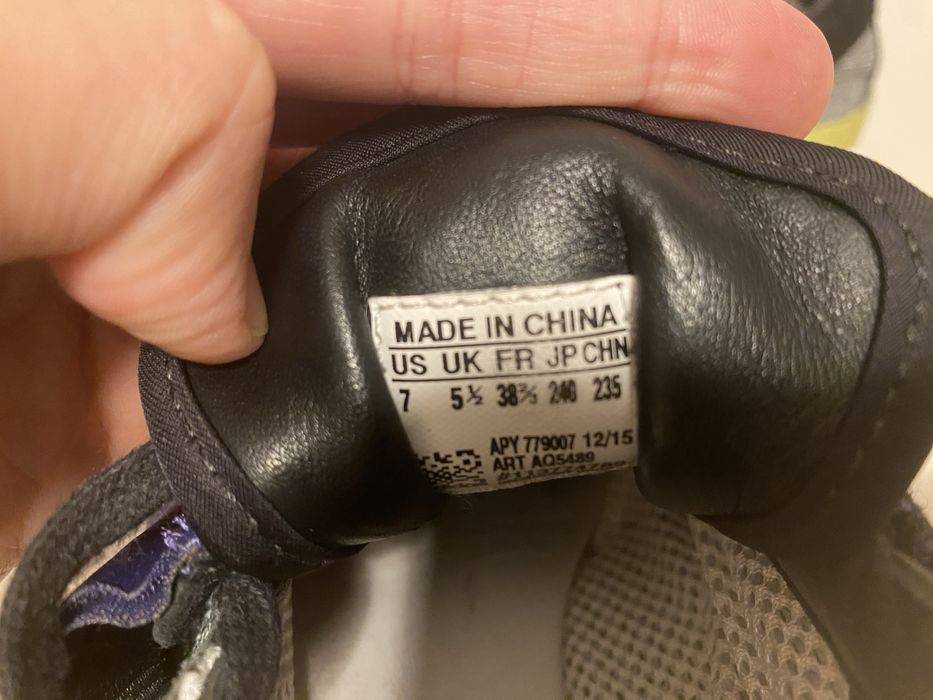 MADE IN CHINA
US UK FR JP CHN
7 5½ 38⅔ 240 235
APY 779007 12/15
ART AQ5489